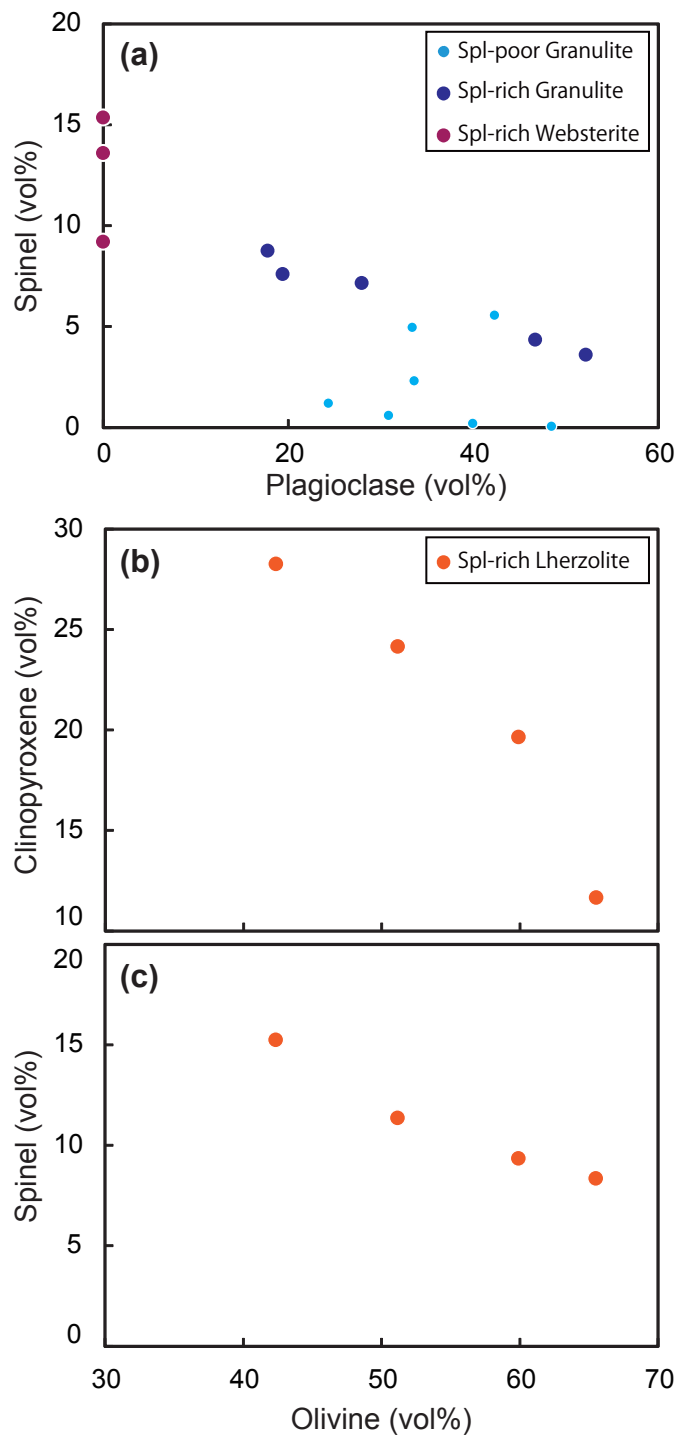 (a)
Spl-poor Granulite
Spl-rich Granulite
Spl-rich Websterite
20
15
10
5
0
Spinel (vol%)
0 20 40 60
Plagioclase (vol%)
(b)
Spl-rich Lherzolite
30
25
20
15
10
Clinopyroxene (vol%)
(c)
20
15
10
5
0
Spinel (vol%)
30 40 50 60 70
Olivine (vol%)